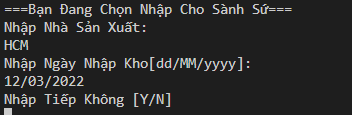 ===Bạn Đang Chọn Nhập Cho Sành Sứ===
Nhập Nhà Sản Xuất:
HCM
Nhập Ngày Nhập Kho[dd/MM/yyyy]:
12/03/2022
Nhập Tiếp Không [Y/N]